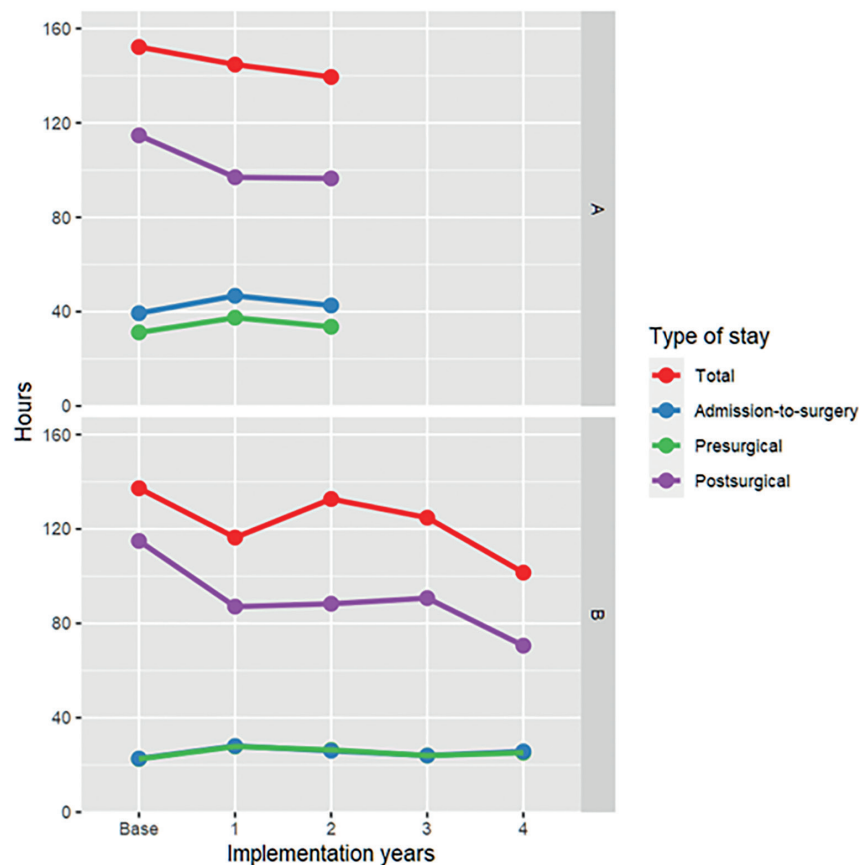 160
120
80
40
0
A
Hours
160
120
80
40
0
B
Base 1 2 3 4
Implementation years
Type of stay
Total
Admission-to-surgery
Presurgical
Postsurgical